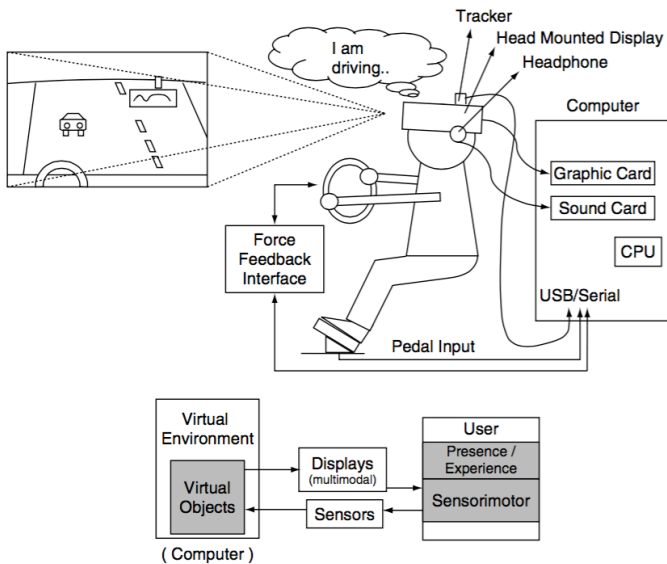 Tracker
Head Mounted Display
Headphone
I am
driving..
Computer
Graphic Card
Sound Card
CPU
USB/Serial
Force
Feedback
Interface
Pedal Input
Virtual
Environment
Virtual
Objects
( Computer )
Displays
(multimodal)
Sensors
User
Presence /
Experience
Sensorimotor